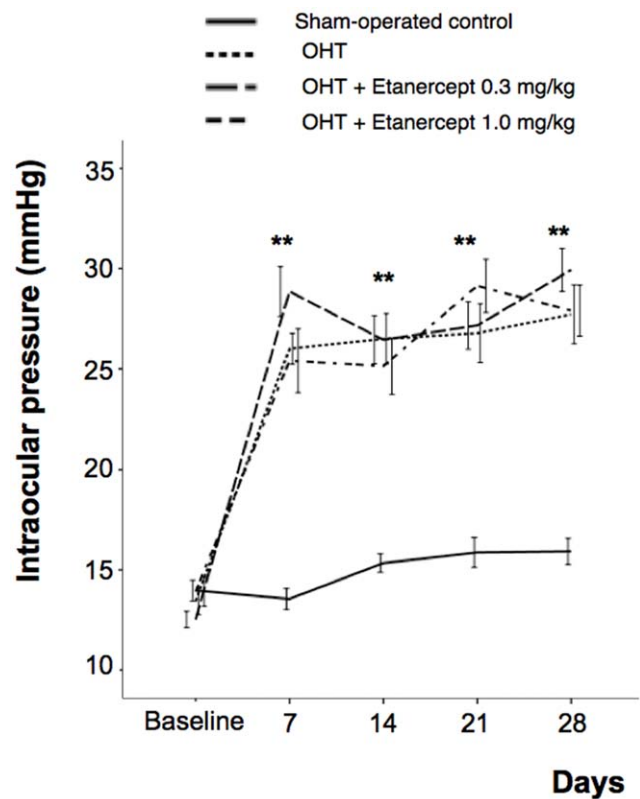 Sham-operated control
OHT
OHT + Etanercept 0.3 mg/kg
OHT + Etanercept 1.0 mg/kg
Intraocular pressure (mmHg)
35
30
25
20
15
10
**
**
**
**
Baseline 7 14 21 28
Days